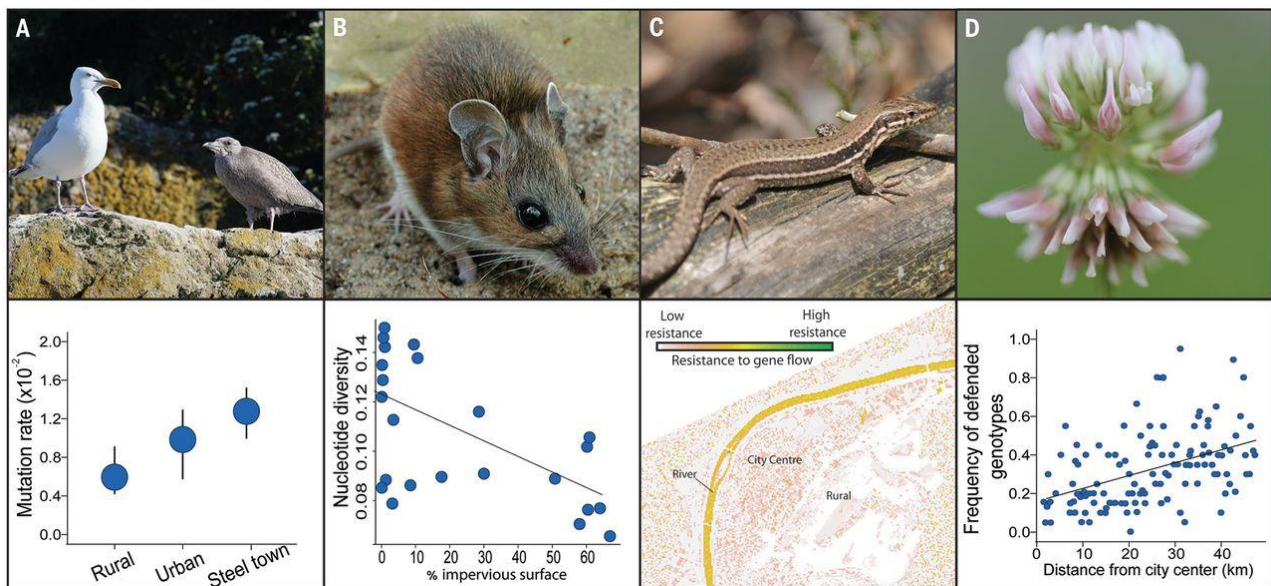 A
B
C
D
Mutation rate (x10⁻²)
2.0
1.6
1.2
0.8
0.4
0.0
Rural
Urban
Steel town
Nucleotide diversity
0.14
0.12
0.10
0.08
0
10
20
30
40
50
60
% impervious surface
Low
resistance
High
resistance
Resistance to gene flow
River
City Centre
Rural
Frequency of defended
genotypes
1.0
0.8
0.6
0.4
0.2
0.0
0
10
20
30
40
Distance from city center (km)